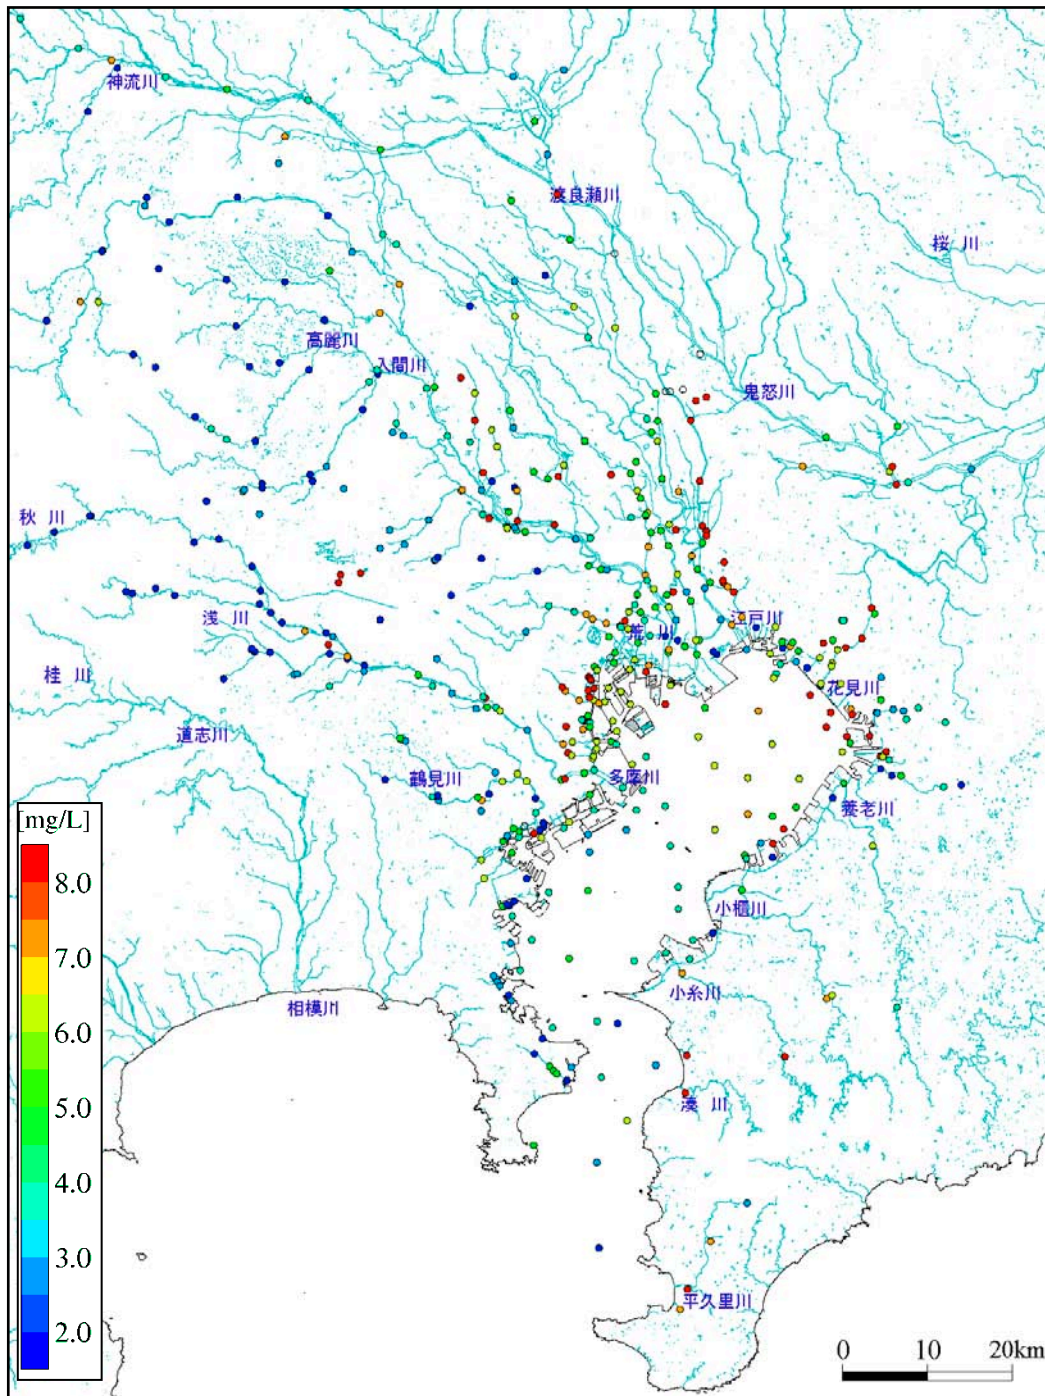 神流川
渡良瀬川
桜 川
高麗川
入間川
鬼怒川
秋 川
浅 川
荒 川
江戸川
桂 川
花見川
道志川
鶴見川
多摩川
養老川
[mg/L]
8.0
7.0
6.0
5.0
4.0
3.0
2.0
小櫃川
小糸川
相模川
湊 川
平久里川
0 10 20km